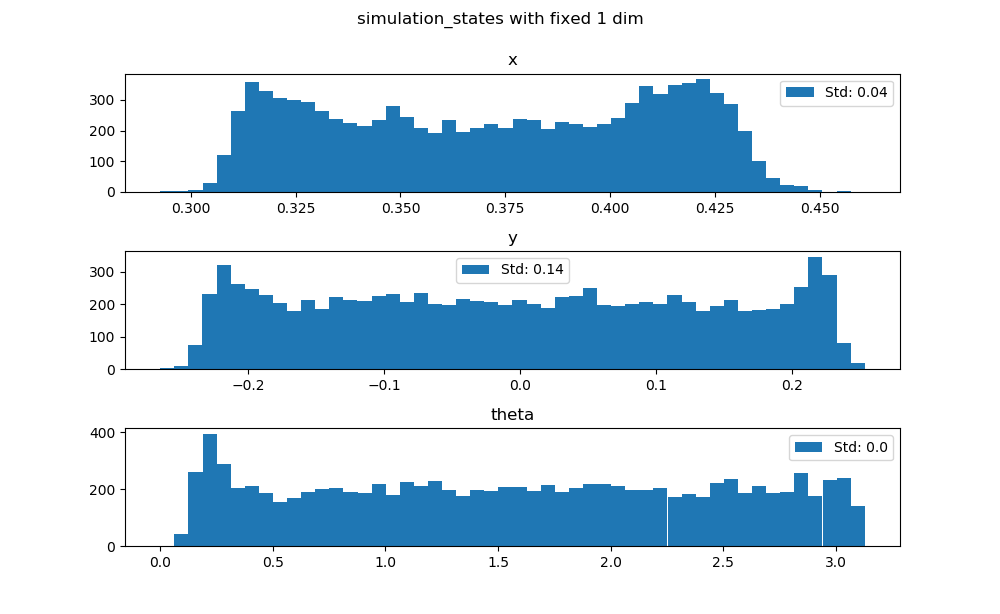 simulation_states with fixed 1 dim
x
Std: 0.04
300
200
100
0
0.300 0.325 0.350 0.375 0.400 0.425 0.450
y
Std: 0.14
300
200
100
0
−0.2 −0.1 0.0 0.1 0.2
theta
Std: 0.0
400
200
0
0.0 0.5 1.0 1.5 2.0 2.5 3.0